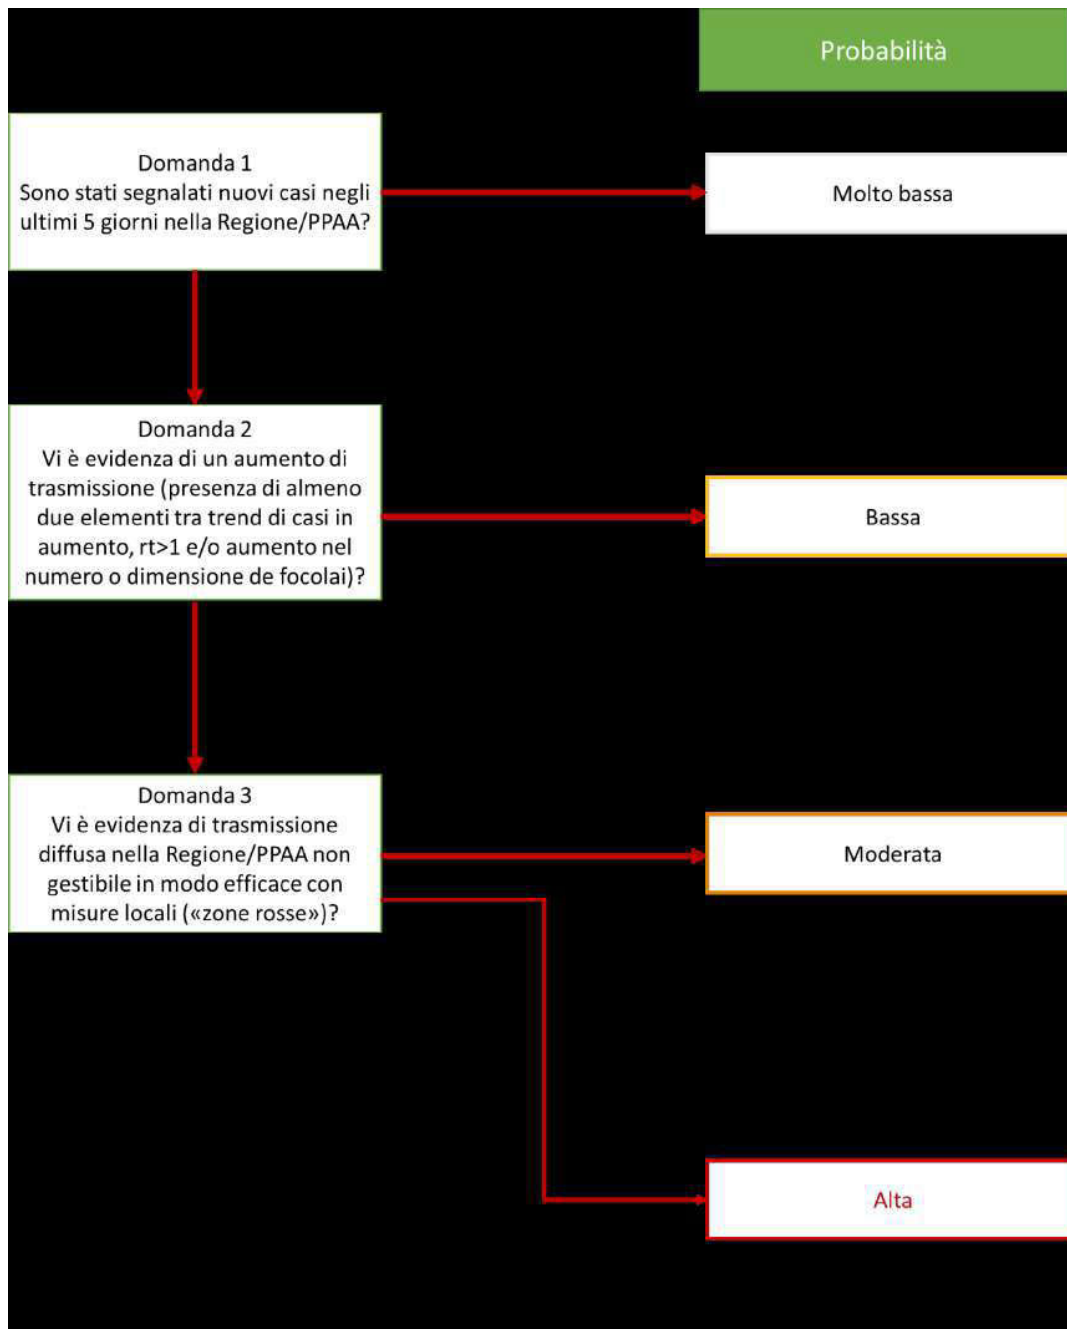 Probabilità
Domanda 1
Sono stati segnalati nuovi casi negli
ultimi 5 giorni nella Regione/PPAA?
Molto bassa
Domanda 2
Vi è evidenza di un aumento di
trasmissione (presenza di almeno
due elementi tra trend di casi in
aumento, rt>1 e/o aumento nel
numero o dimensione de focolai)?
Bassa
Domanda 3
Vi è evidenza di trasmissione
diffusa nella Regione/PPAA non
gestibile in modo efficace con
misure locali («zone rosse»)?
Moderata
Alta